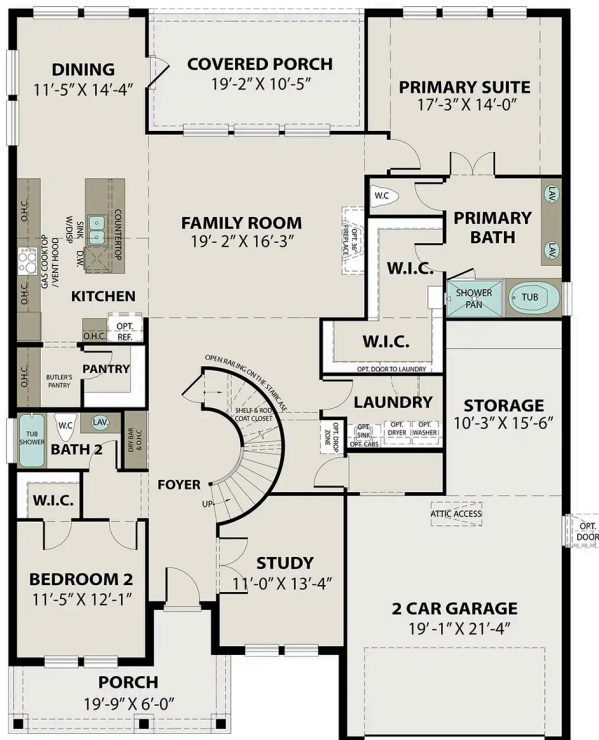 DINING
11'-5" X 14'-4"
COVERED PORCH
19'-2" X 10'-5"
PRIMARY SUITE
17'-3" X 14'-0"
O.H.C.
GAS COOKTOP
/VENT HOOD
O.H.C.
SINK
W/DISP
D.W.
COUNTERTOP
KITCHEN
O.H.C.
OPT.
REF.
FAMILY ROOM
19'- 2" X 16'-3"
OPT. 36"
FIREPLACE
W.C
LAV.
PRIMARY
BATH
LAV.
W.I.C.
SHOWER
PAN
TUB
W.I.C.
OPT. DOOR TO LAUNDRY
O.H.C.
BUTLER'S
PANTRY
PANTRY
OPEN RAILING ON THE STAIRCASE
SHELF & ROD
COAT CLOSET
LAUNDRY
OPT. DROP
ZONE
OPT.
SINK
OPT. CABS
OPT.
DRYER
OPT.
WASHER
STORAGE
10'-3" X 15'-6"
TUB
SHOWER
W.C
LAV.
BATH 2
DRY BAR
& O.H.C
FOYER
UP
W.I.C.
ATTIC ACCESS
OPT.
DOOR
BEDROOM 2
11'-5" X 12'-1"
STUDY
11'-0" X 13'-4"
2 CAR GARAGE
19'-1" X 21'-4"
PORCH
19'-9" X 6'-0"